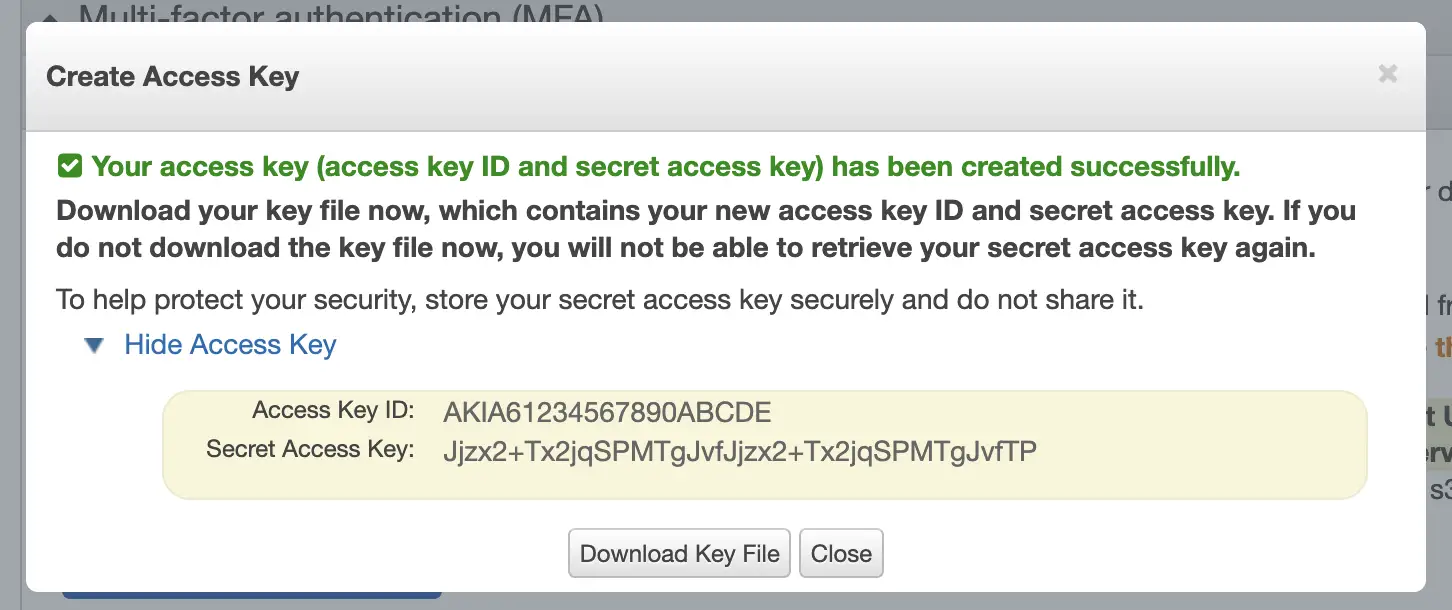 Multi-factor authentication (MFA)
Create Access Key
Your access key (access key ID and secret access key) has been created successfully.
Download your key file now, which contains your new access key ID and secret access key. If you
do not download the key file now, you will not be able to retrieve your secret access key again.
To help protect your security, store your secret access key securely and do not share it.
Hide Access Key
Access Key ID: AKIA61234567890ABCDE
Secret Access Key: Jjzx2+Tx2jqSPMTgJvfJjzx2+Tx2jqSPMTgJvfTP
Download Key File Close